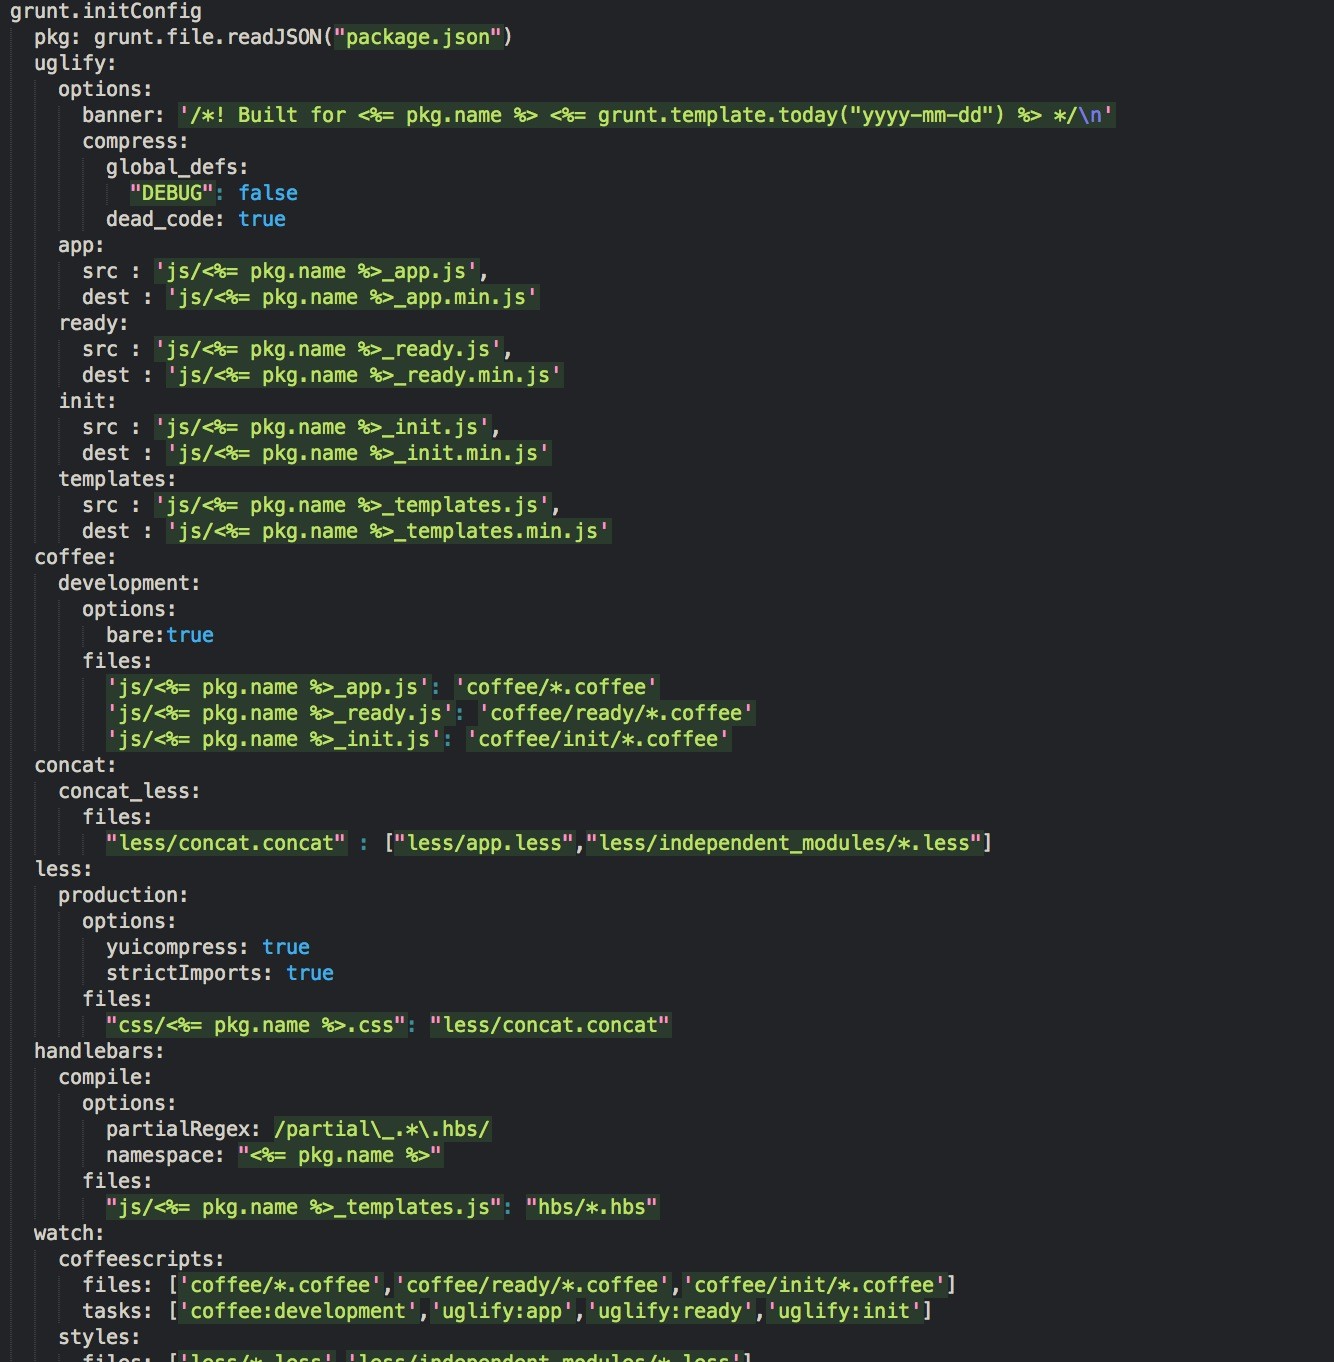 grunt.initConfig
pkg: grunt.file.readJSON("package.json")
uglify:
options:
banner: '/*! Built for <%= pkg.name %> <%= grunt.template.today("yyyy-mm-dd") %> */\n'
compress:
global_defs:
"DEBUG": false
dead_code: true
app:
src : 'js/<%= pkg.name %>_app.js',
dest : 'js/<%= pkg.name %>_app.min.js'
ready:
src : 'js/<%= pkg.name %>_ready.js',
dest : 'js/<%= pkg.name %>_ready.min.js'
init:
src : 'js/<%= pkg.name %>_init.js',
dest : 'js/<%= pkg.name %>_init.min.js'
templates:
src : 'js/<%= pkg.name %>_templates.js',
dest : 'js/<%= pkg.name %>_templates.min.js'
coffee:
development:
options:
bare:true
files:
'js/<%= pkg.name %>_app.js': 'coffee/*.coffee'
'js/<%= pkg.name %>_ready.js': 'coffee/ready/*.coffee'
'js/<%= pkg.name %>_init.js': 'coffee/init/*.coffee'
concat:
concat_less:
files:
"less/concat.concat" : ["less/app.less","less/independent_modules/*.less"]
less:
production:
options:
yuicompress: true
strictImports: true
files:
"css/<%= pkg.name %>.css": "less/concat.concat"
handlebars:
compile:
options:
partialRegex: /partial\_.*\.hbs/
namespace: "<%= pkg.name %>"
files:
"js/<%= pkg.name %>_templates.js": "hbs/*.hbs"
watch:
coffeescripts:
files: ['coffee/*.coffee','coffee/ready/*.coffee','coffee/init/*.coffee']
tasks: ['coffee:development','uglify:app','uglify:ready','uglify:init']
styles:
files: ['less/*.less','less/independent_modules/*.less']